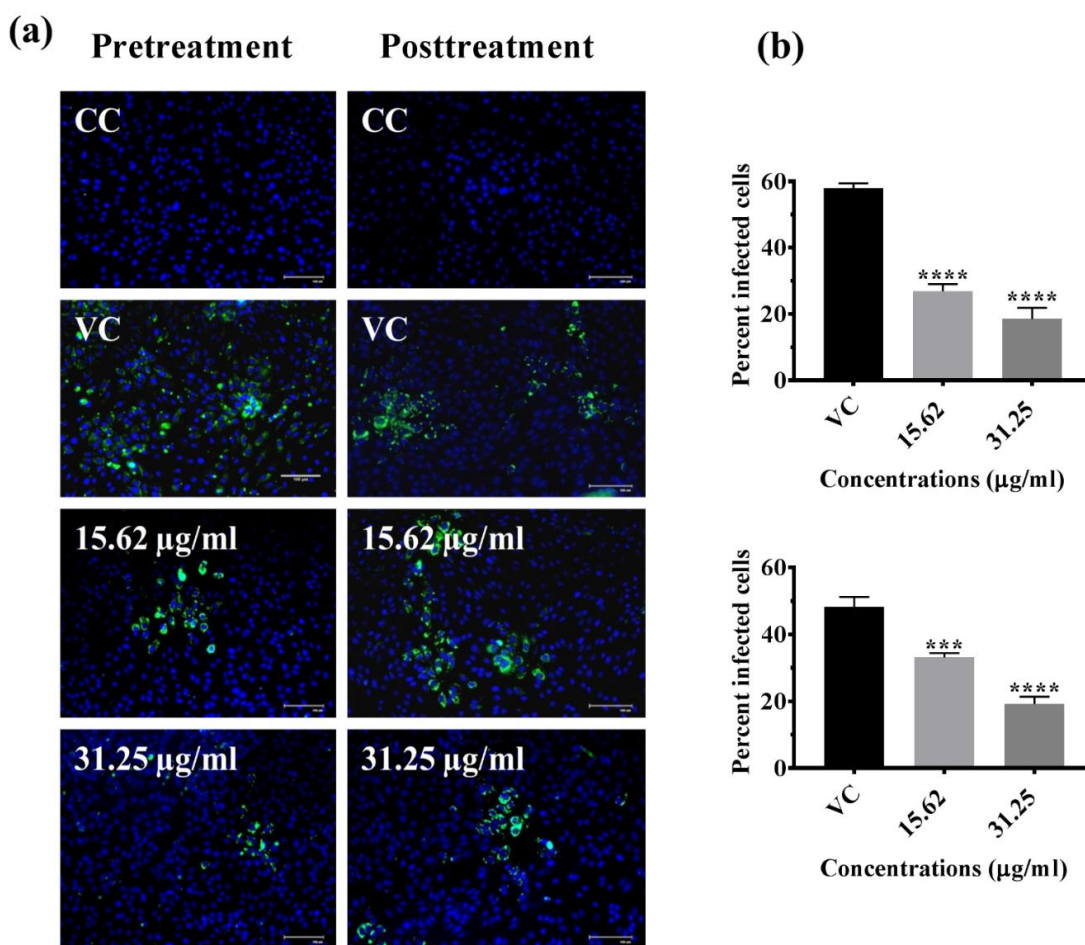 (a)
Pretreatment
Posttreatment
CC
CC
VC
VC
100 µm
15.62 µg/ml
15.62 µg/ml
31.25 µg/ml
31.25 µg/ml
(b)
Percent infected cells
60
40
20
0
****
****
VC
15.62
31.25
Concentrations (µg/ml)
Percent infected cells
60
40
20
0
***
****
VC
15.62
31.25
Concentrations (µg/ml)